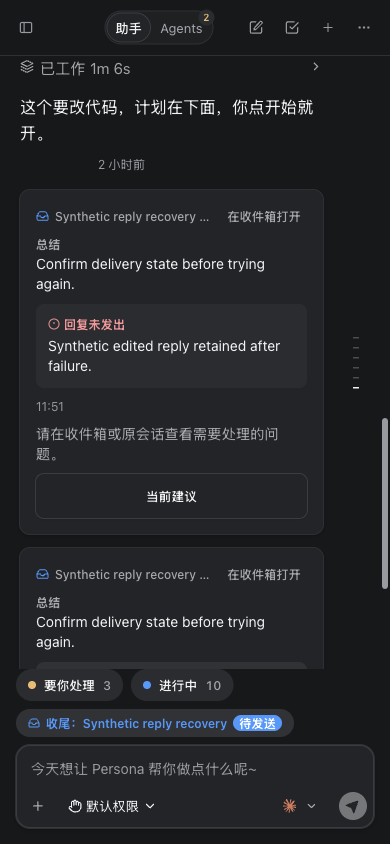 助手 Agents 2
已工作 1m 6s
这个要改代码，计划在下面，你点开始就
开。
2 小时前
Synthetic reply recovery ... 在收件箱打开
总结
Confirm delivery state before trying
again.
回复未发出
Synthetic edited reply retained after
failure.
11:51
请在收件箱或原会话查看需要处理的问
题。
当前建议
Synthetic reply recovery ... 在收件箱打开
总结
Confirm delivery state before trying
again.
要你处理 3 进行中 10
收尾：Synthetic reply recovery 待发送
今天想让 Persona 帮你做点什么呢~
默认权限